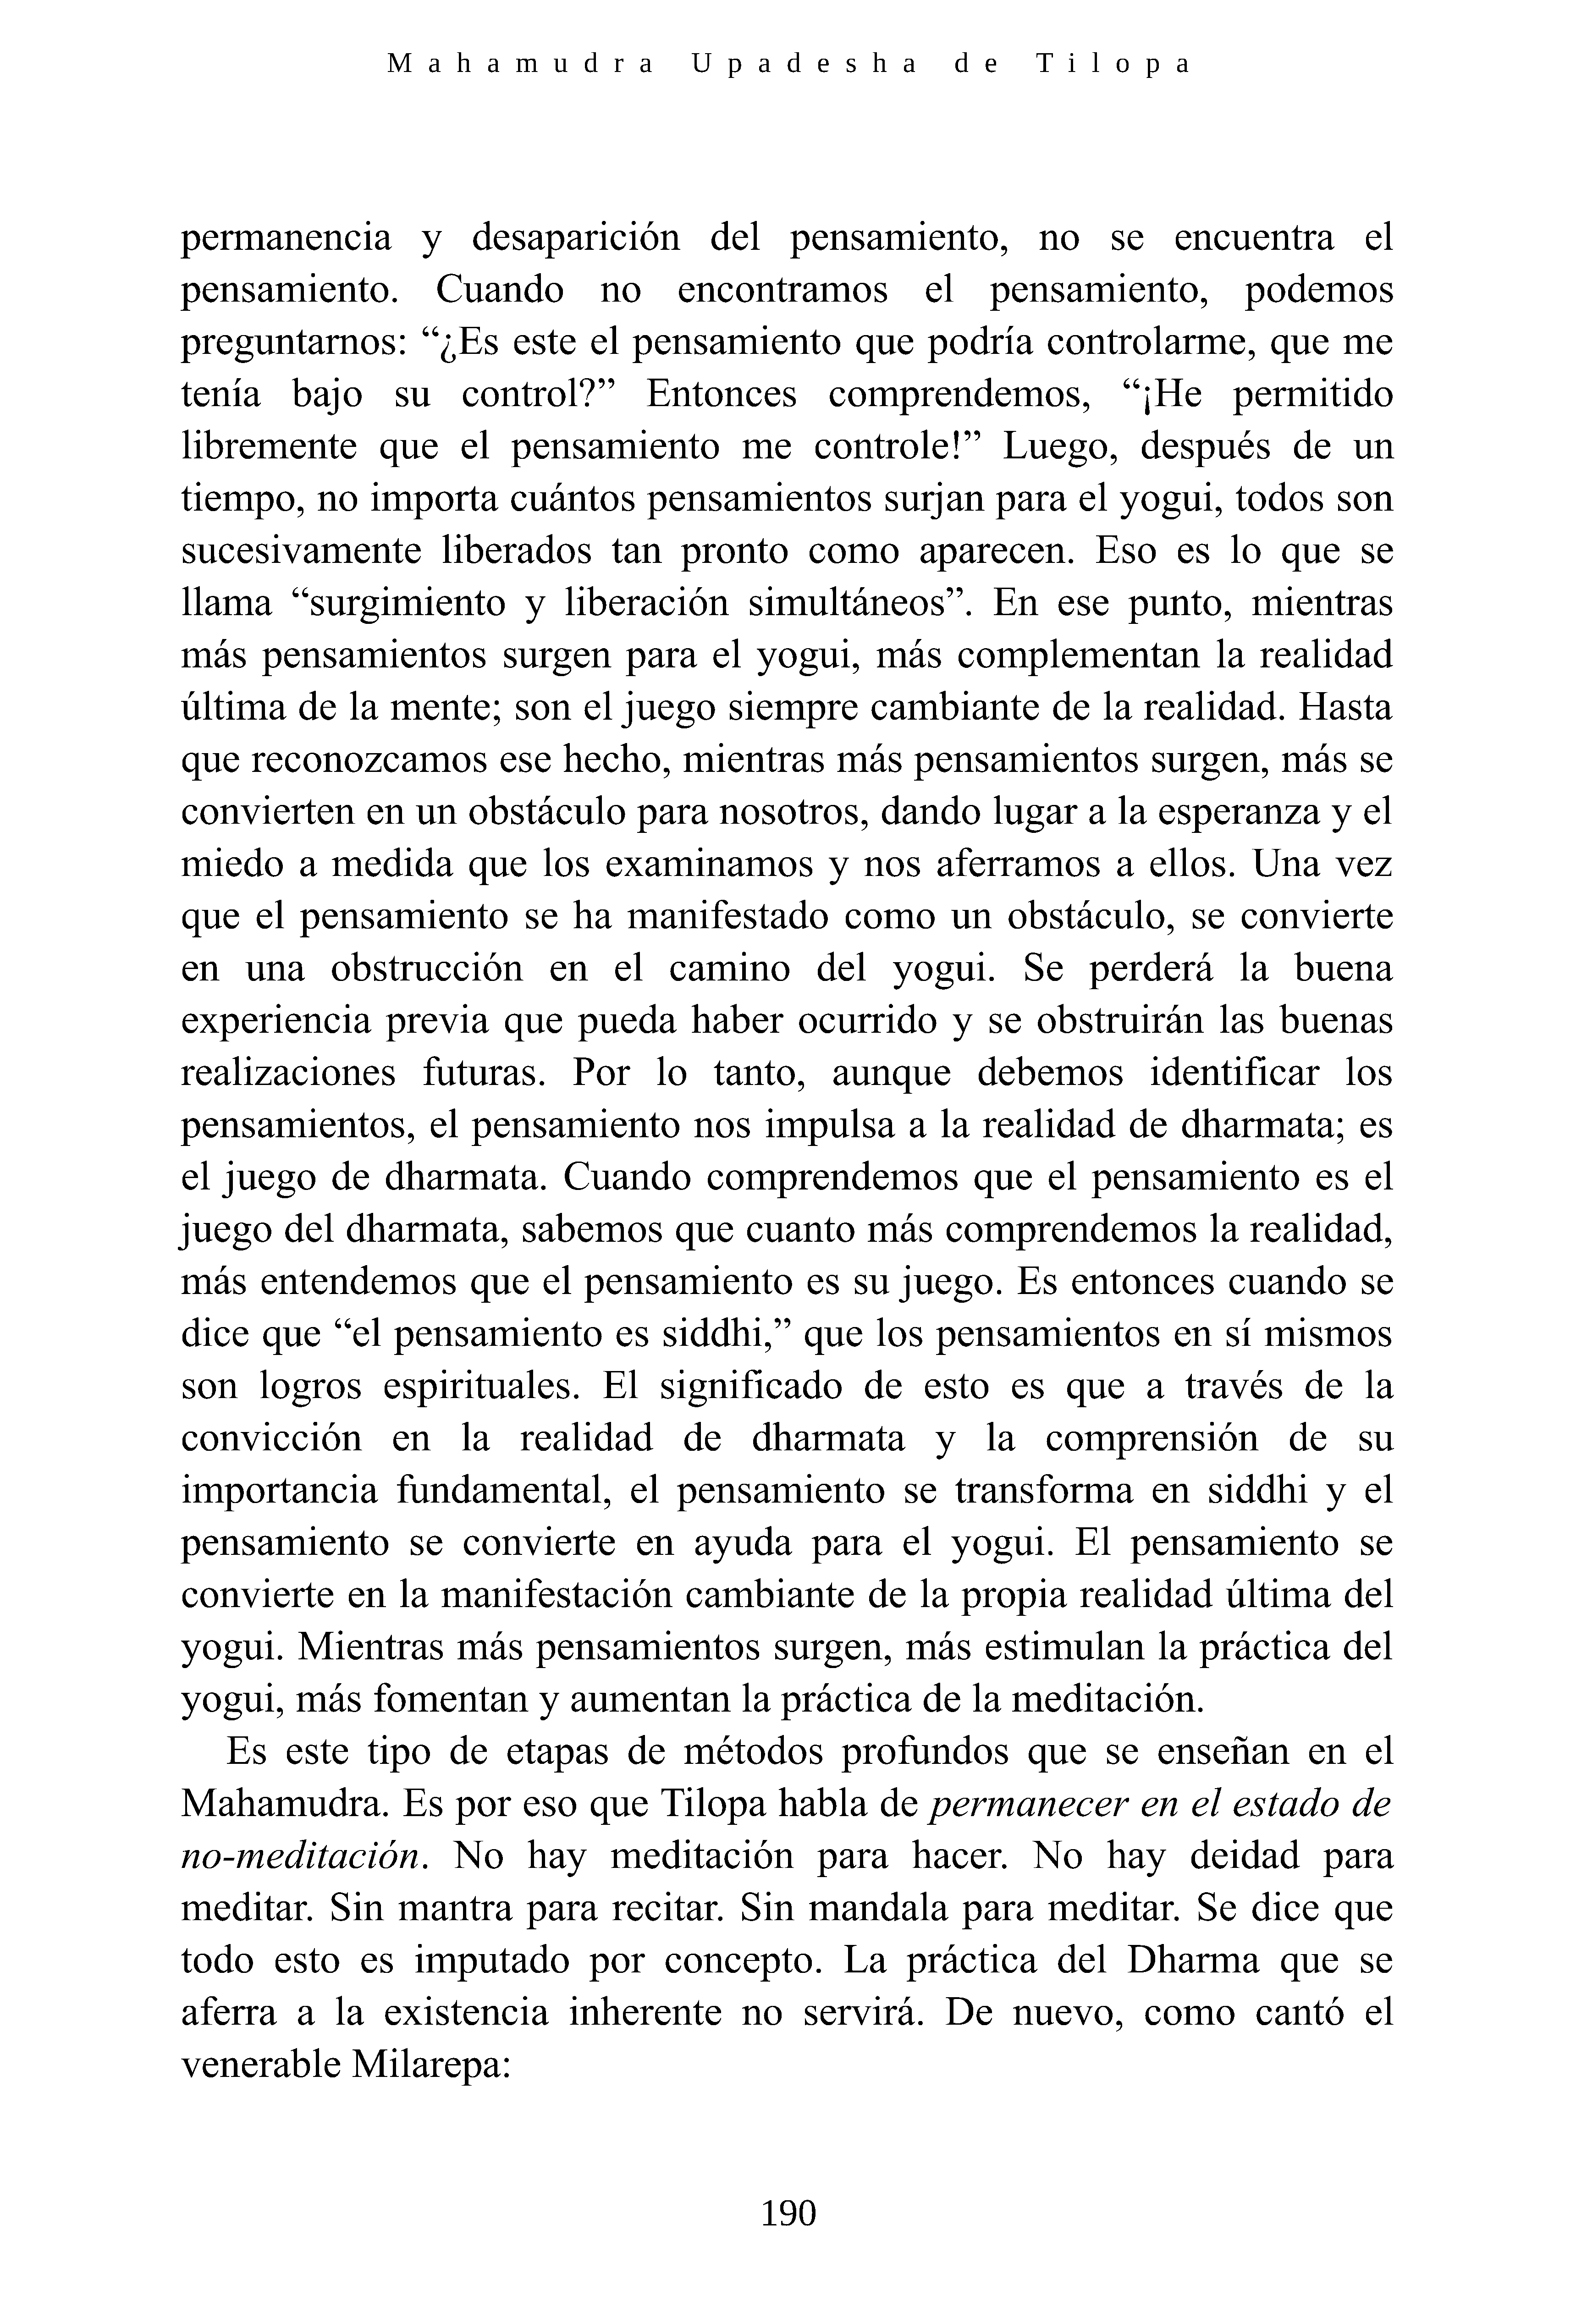 Mahamudra Upadesha de Tilopa
permanencia y desaparición del pensamiento, no se encuentra el
pensamiento. Cuando no encontramos el pensamiento, podemos
preguntarnos: “¿Es este el pensamiento que podría controlarme, que me
tenía bajo su control?” Entonces comprendemos, “¡He permitido
libremente que el pensamiento me controle!” Luego, después de un
tiempo, no importa cuántos pensamientos surjan para el yogui, todos son
sucesivamente liberados tan pronto como aparecen. Eso es lo que se
llama “surgimiento y liberación simultáneos”. En ese punto, mientras
más pensamientos surgen para el yogui, más complementan la realidad
última de la mente; son el juego siempre cambiante de la realidad. Hasta
que reconozcamos ese hecho, mientras más pensamientos surgen, más se
convierten en un obstáculo para nosotros, dando lugar a la esperanza y el
miedo a medida que los examinamos y nos aferramos a ellos. Una vez
que el pensamiento se ha manifestado como un obstáculo, se convierte
en una obstrucción en el camino del yogui. Se perderá la buena
experiencia previa que pueda haber ocurrido y se obstruirán las buenas
realizaciones futuras. Por lo tanto, aunque debemos identificar los
pensamientos, el pensamiento nos impulsa a la realidad de dharmata; es
el juego de dharmata. Cuando comprendemos que el pensamiento es el
juego del dharmata, sabemos que cuanto más comprendemos la realidad,
más entendemos que el pensamiento es su juego. Es entonces cuando se
dice que “el pensamiento es siddhi,” que los pensamientos en sí mismos
son logros espirituales. El significado de esto es que a través de la
convicción en la realidad de dharmata y la comprensión de su
importancia fundamental, el pensamiento se transforma en siddhi y el
pensamiento se convierte en ayuda para el yogui. El pensamiento se
convierte en la manifestación cambiante de la propia realidad última del
yogui. Mientras más pensamientos surgen, más estimulan la práctica del
yogui, más fomentan y aumentan la práctica de la meditación.
Es este tipo de etapas de métodos profundos que se enseñan en el
Mahamudra. Es por eso que Tilopa habla de permanecer en el estado de
no-meditación. No hay meditación para hacer. No hay deidad para
meditar. Sin mantra para recitar. Sin mandala para meditar. Se dice que
todo esto es imputado por concepto. La práctica del Dharma que se
aferra a la existencia inherente no servirá. De nuevo, como cantó el
venerable Milarepa:
190